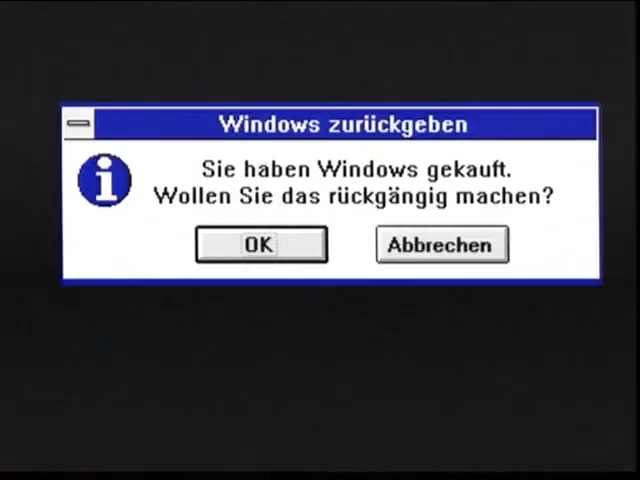 Windows zurückgeben
Sie haben Windows gekauft.
Wollen Sie das rückgängig machen?
OK
Abbrechen